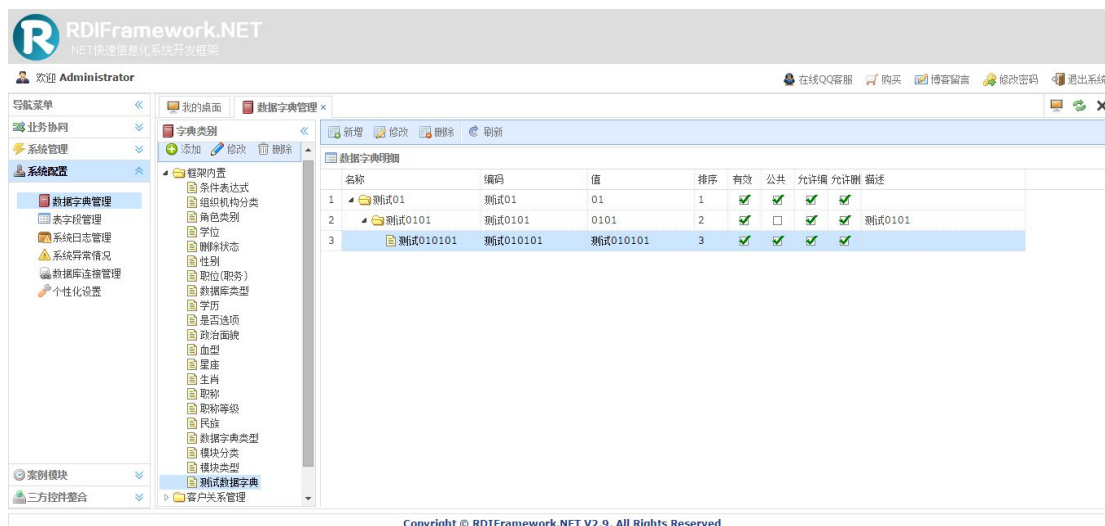 RDIFramework.NET
.NET快速信息化系统开发框架
欢迎 Administrator
在线QQ客服 购买 博客留言 修改密码 退出系统
导航菜单
业务协同
系统管理
系统配置
数据字典管理
表字段管理
系统日志管理
系统异常情况
数据库连接管理
个性化设置
案例模块
三方控件整合
我的桌面 数据字典管理 ×
字典类别
添加 修改 删除
框架内置
条件表达式
组织机构分类
角色类别
学位
删除状态
性别
职位(职务)
数据库类型
学历
是否选项
政治面貌
血型
星座
生肖
职称
职称等级
民族
数据字典类型
模块分类
模块类型
测试数据字典
客户关系管理
新增 修改 删除 刷新
数据字典明细
名称 编码 值 排序 有效 公共 允许编 允许删 描述
1 测试01 测试01 01 1
2 测试0101 测试0101 0101 2 测试0101
3 测试010101 测试010101 测试010101 3
Copyright © RDIFramework.NET V2.9. All Rights Reserved